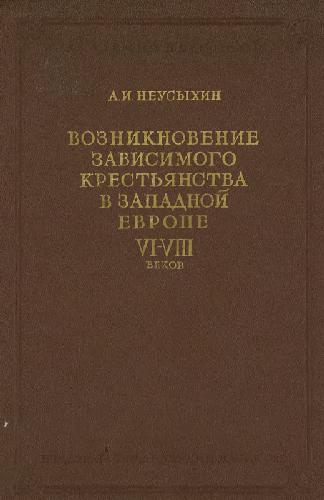 А.И НЕУСЫХИН
ВОЗНИКНОВЕНИЕ
ЗАВИСИМОГО
КРЕСТЬЯНСТВА
В ЗАПАДНОЙ
ЕВРОПЕ
VI-VIII
ВЕКОВ